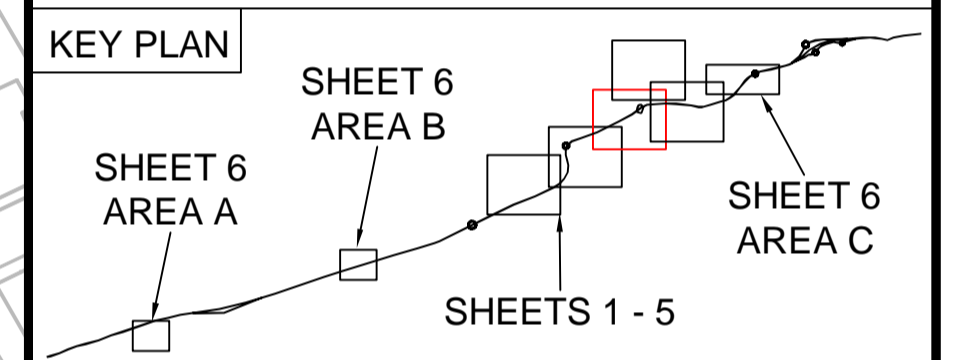 KEY PLAN
SHEET 6
AREA B
SHEET 6
AREA A
SHEET 6
AREA C
SHEETS 1 - 5